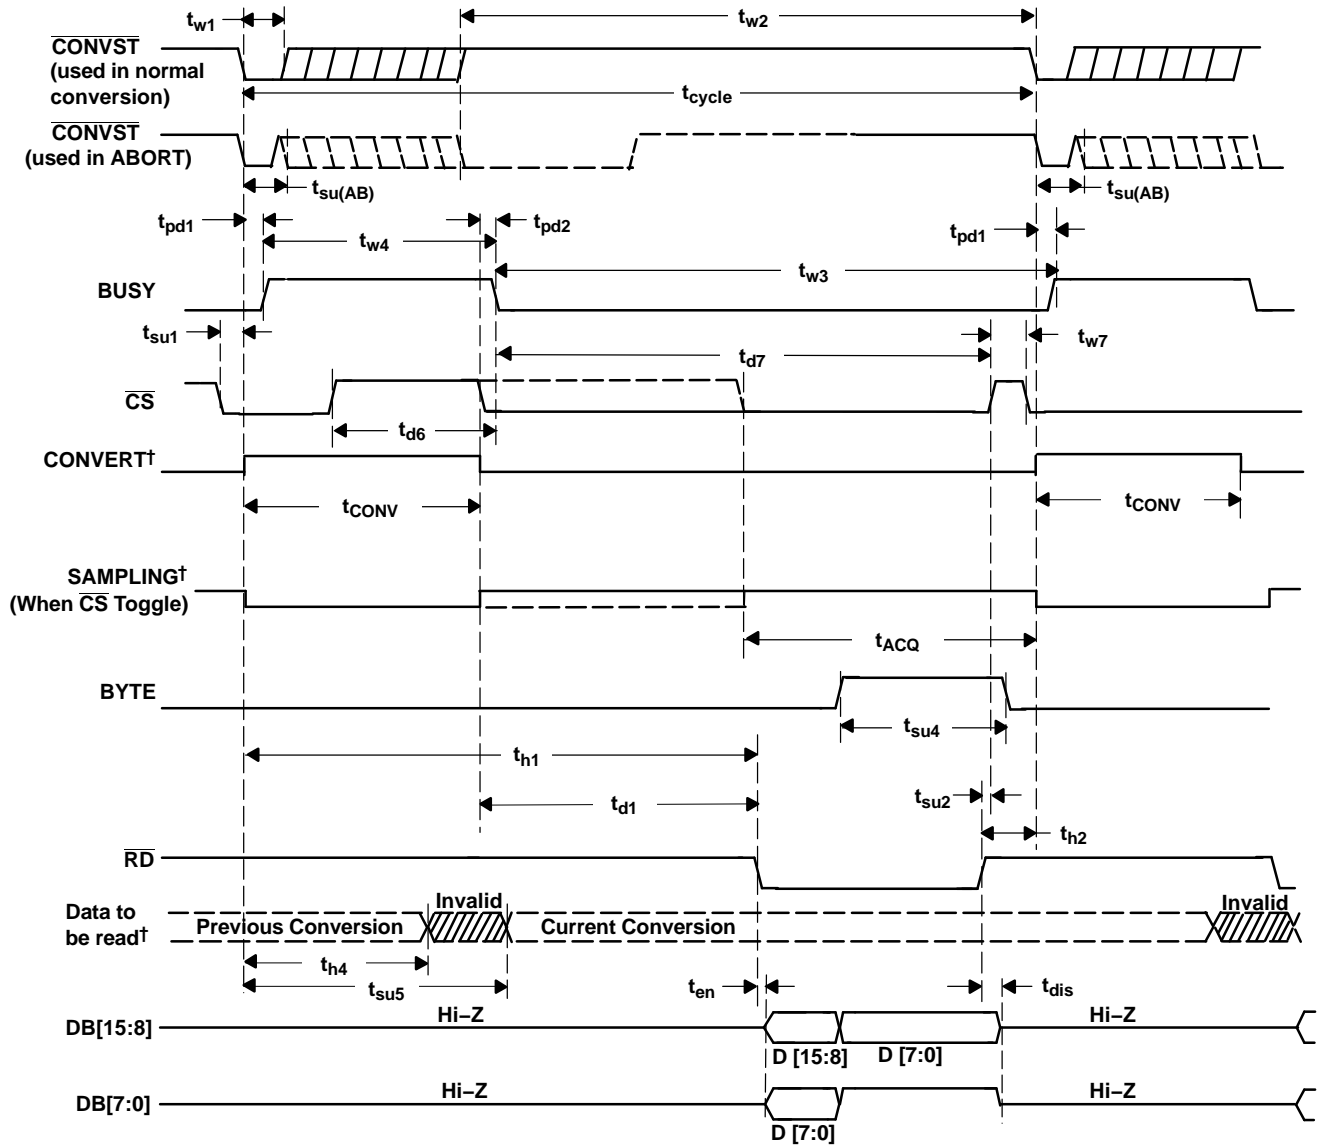 tw1
tw2
CONVST
(used in normal
conversion)
tcycle
CONVST
(used in ABORT)
tsu(AB)
tsu(AB)
tpd1
tw4
tpd2
tpd1
tw3
BUSY
tsu1
tw7
td7
CS
td6
CONVERT†
tCONV
tCONV
SAMPLING†
(When CS Toggle)
tACQ
BYTE
tsu4
th1
tsu2
td1
th2
RD
Data to
be read†
Previous Conversion
Invalid
Current Conversion
Invalid
th4
tsu5
ten
tdis
DB[15:8]
Hi–Z
Hi–Z
D [15:8]
D [7:0]
DB[7:0]
Hi–Z
Hi–Z
D [7:0]